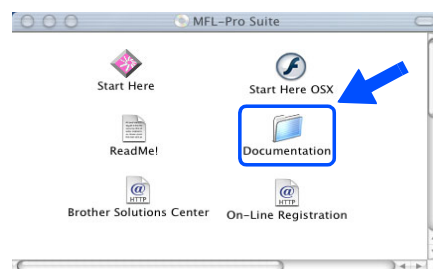 MFL-Pro Suite
Start Here
Start Here OSX
ReadMe!
Documentation
HTTP
HTTP
Brother Solutions Center
On-Line Registration